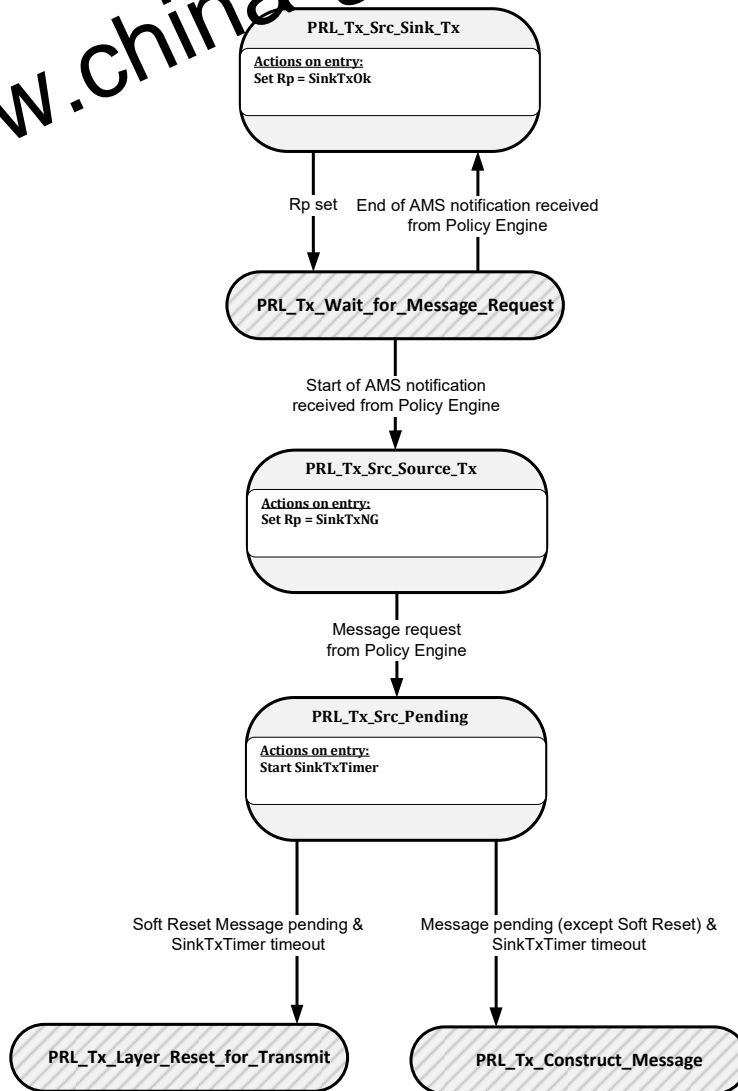 w.china
PRL_Tx_Src_Sink_Tx
Actions on entry:
Set Rp = SinkTxOk
Rp set
End of AMS notification received
from Policy Engine
PRL_Tx_Wait_for_Message_Request
Start of AMS notification
received from Policy Engine
PRL_Tx_Src_Source_Tx
Actions on entry:
Set Rp = SinkTxNG
Message request
from Policy Engine
PRL_Tx_Src_Pending
Actions on entry:
Start SinkTxTimer
Soft Reset Message pending &
SinkTxTimer timeout
Message pending (except Soft Reset) &
SinkTxTimer timeout
PRL_Tx_Layer_Reset_for_Transmit
PRL_Tx_Construct_Message